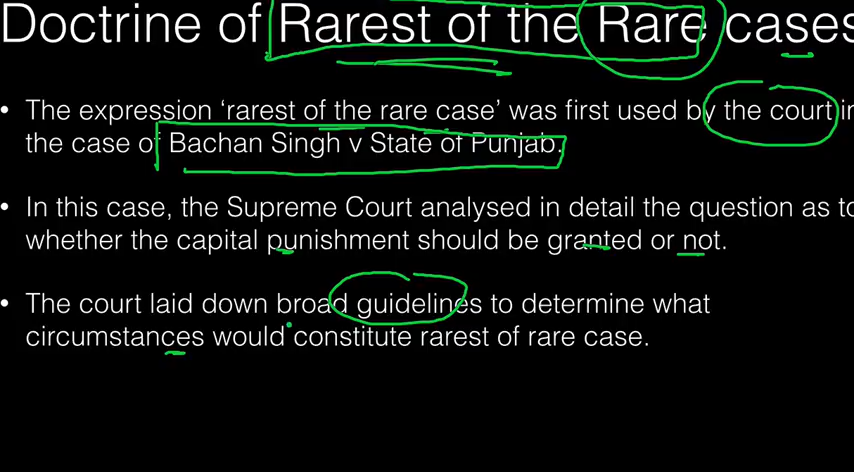 Doctrine of Rarest of the Rare cases
• The expression ‘rarest of the rare case’ was first used by the court in
the case of Bachan Singh v State of Punjab.
• In this case, the Supreme Court analysed in detail the question as to
whether the capital punishment should be granted or not.
• The court laid down broad guidelines to determine what
circumstances would constitute rarest of rare case.